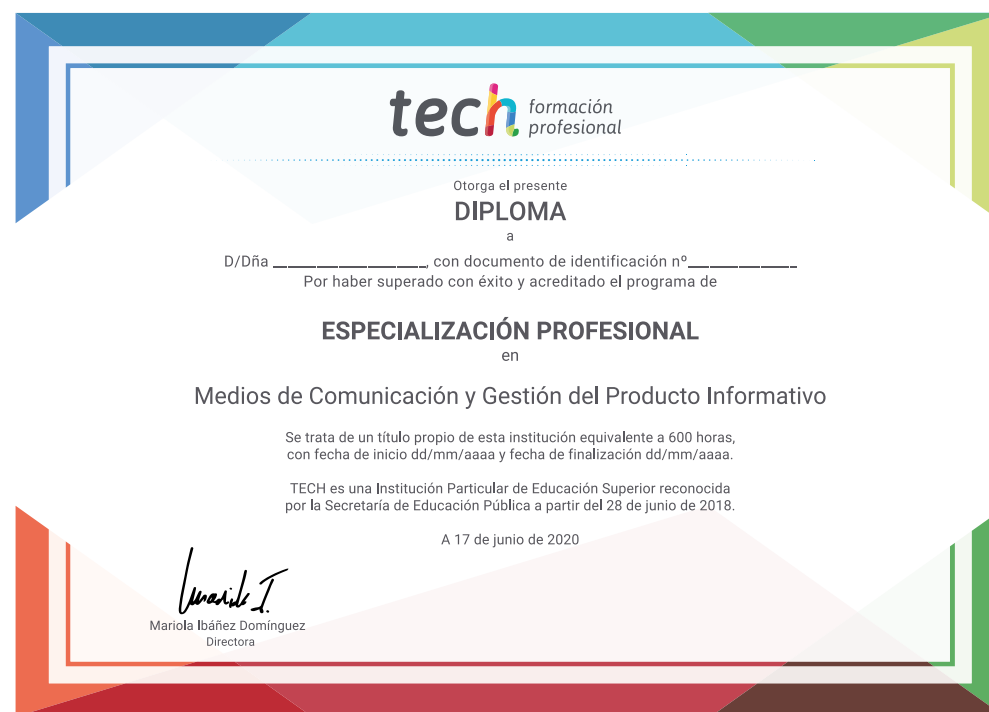 tech formación
profesional
Otorga el presente
DIPLOMA
a
D/Dña ____________________, con documento de identificación nº______________
Por haber superado con éxito y acreditado el programa de
ESPECIALIZACIÓN PROFESIONAL
en
Medios de Comunicación y Gestión del Producto Informativo
Se trata de un título propio de esta institución equivalente a 600 horas,
con fecha de inicio dd/mm/aaaa y fecha de finalización dd/mm/aaaa.
TECH es una Institución Particular de Educación Superior reconocida
por la Secretaría de Educación Pública a partir del 28 de junio de 2018.
A 17 de junio de 2020
Mariola Ibáñez Domínguez
Directora